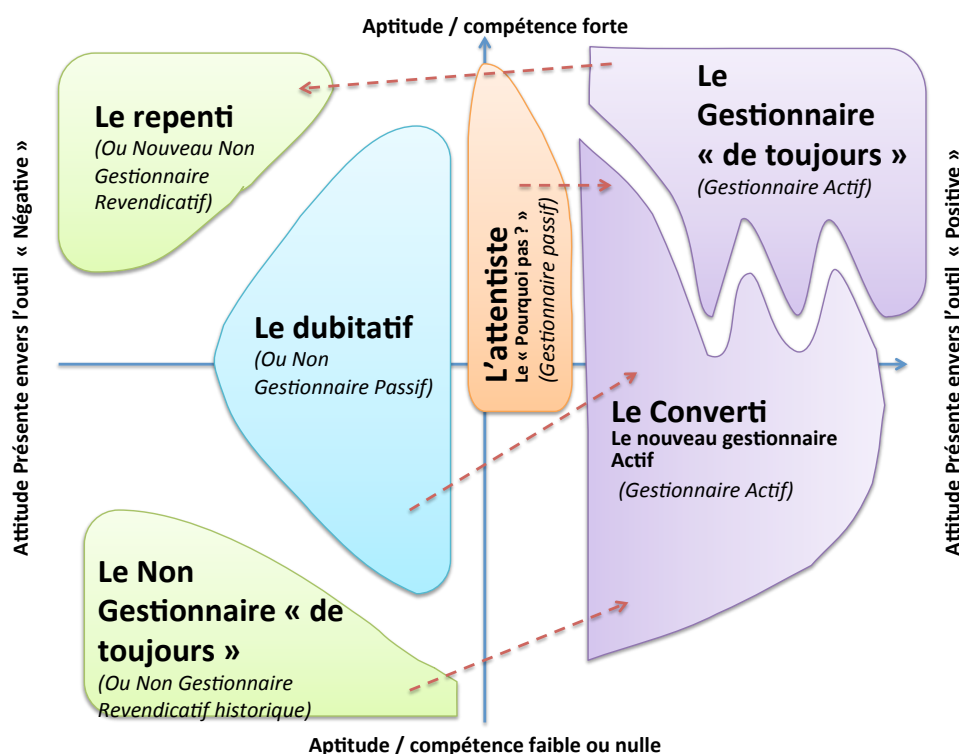 Aptitude / compétence forte
Attitude Présente envers l'outil « Négative »
Le repenti
(Ou Nouveau Non
Gestionnaire
Revendicatif)
Le dubitatif
(Ou Non
Gestionnaire Passif)
L'attentiste
Le « Pourquoi pas ? »
(Gestionnaire passif)
Le
Gestionnaire
« de toujours »
(Gestionnaire Actif)
Le Converti
Le nouveau gestionnaire
Actif
(Gestionnaire Actif)
Le Non
Gestionnaire « de
toujours »
(Ou Non Gestionnaire
Revendicatif historique)
Attitude Présente envers l'outil « Positive »
Aptitude / compétence faible ou nulle